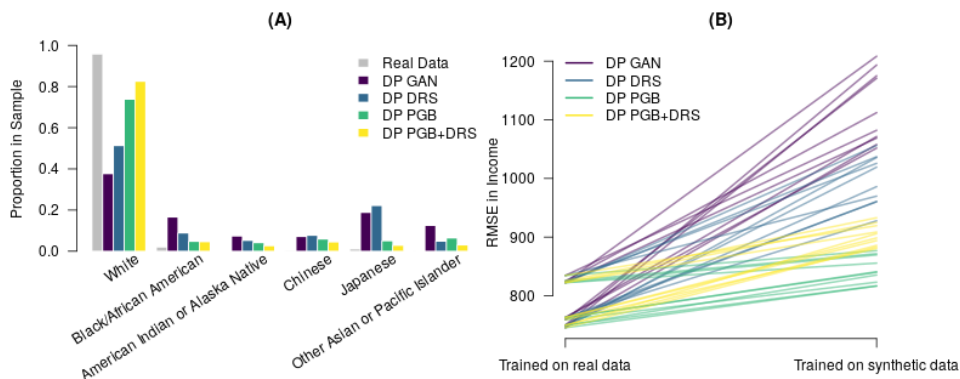 (A)
Proportion in Sample
1.0
0.8
0.6
0.4
0.2
0.0
Real Data
DP GAN
DP DRS
DP PGB
DP PGB+DRS
White
Black/African American
American Indian or Alaska Native
Chinese
Japanese
Other Asian or Pacific Islander
(B)
RMSE in Income
1200
1100
1000
900
800
DP GAN
DP DRS
DP PGB
DP PGB+DRS
Trained on real data
Trained on synthetic data